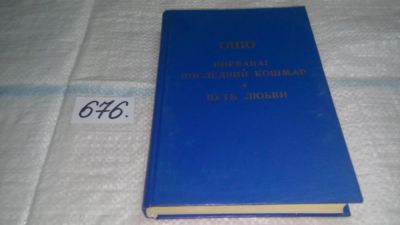 676.
ОШО
НИРВАНА:
ПОСЛЕДНИЙ КОШМАР
ПУТЬ ЛЮБВИ